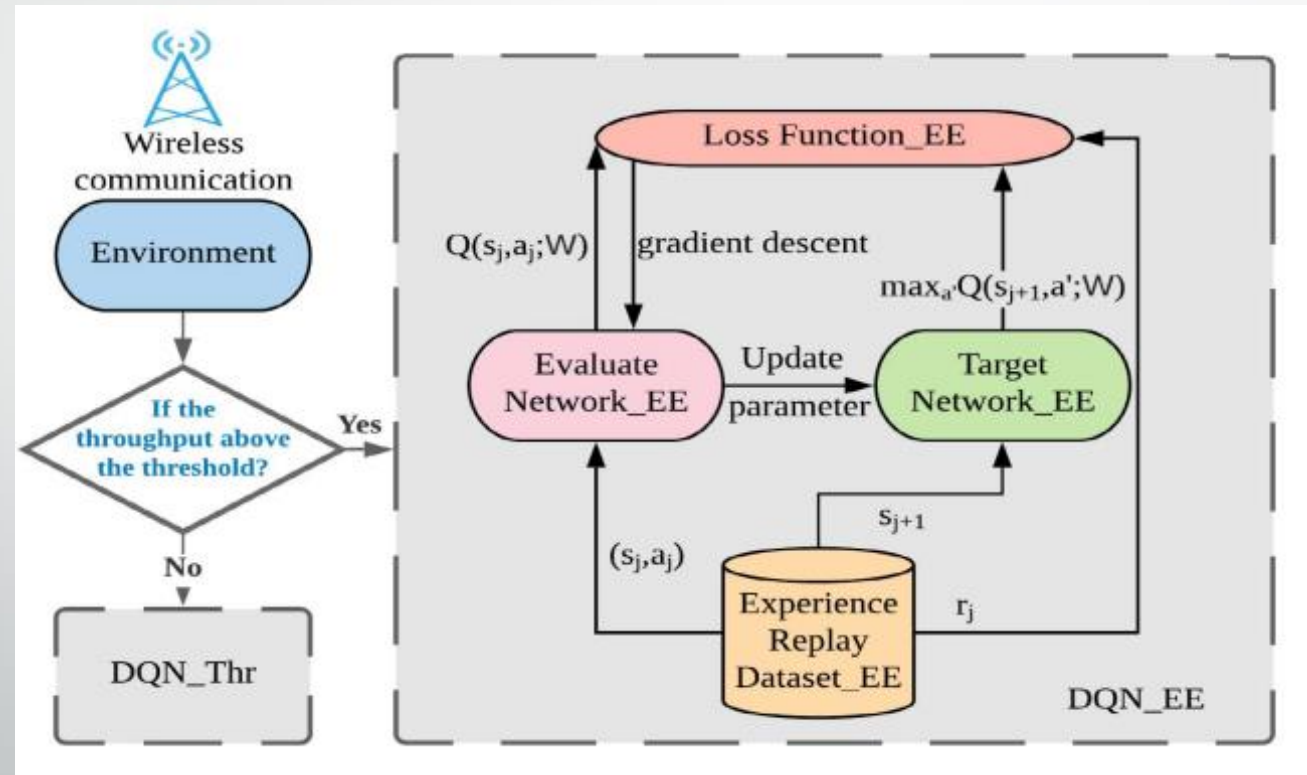 Wireless
communication
Environment
If the
throughput above
the threshold?
Yes
No
DQN_Thr
Loss Function_EE
Q(sⱼ,aⱼ;W)
gradient descent
maxₐ'Q(sⱼ₊₁,a';W)
Evaluate
Network_EE
Update
parameter
Target
Network_EE
sⱼ₊₁
(sⱼ,aⱼ)
Experience
Replay
Dataset_EE
rⱼ
DQN_EE